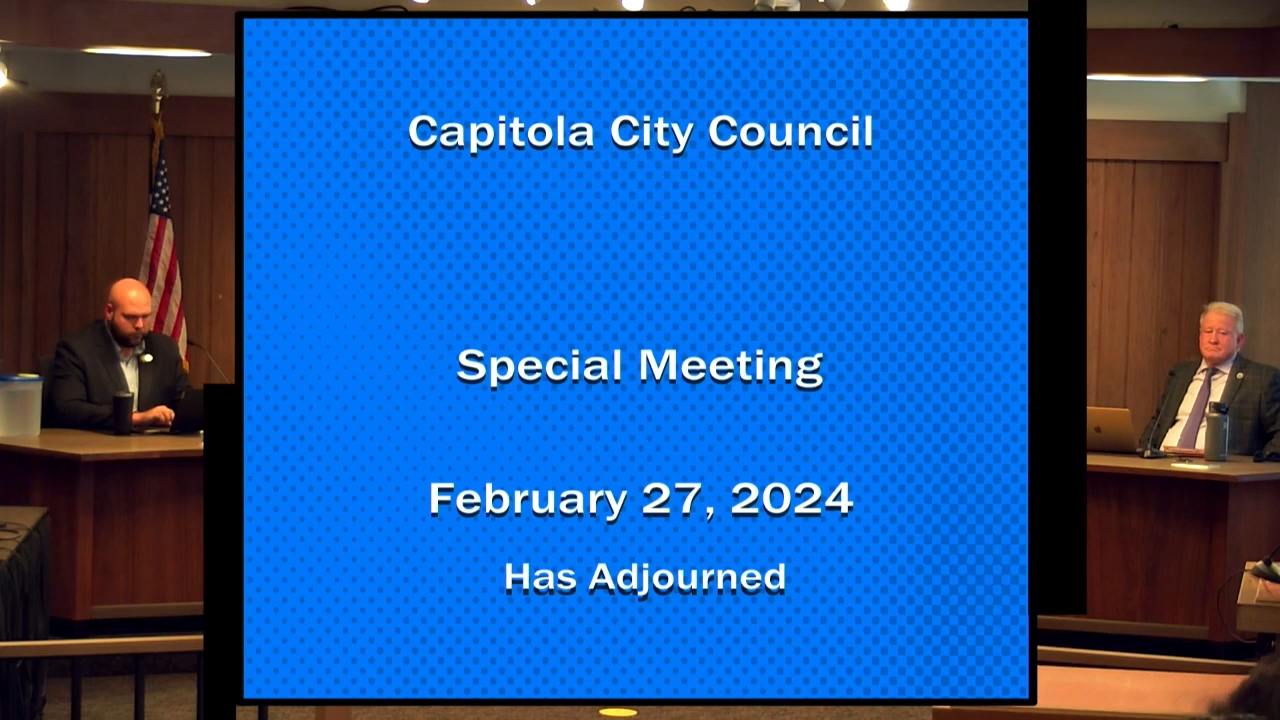 Capitola City Council
Special Meeting
February 27, 2024
Has Adjourned